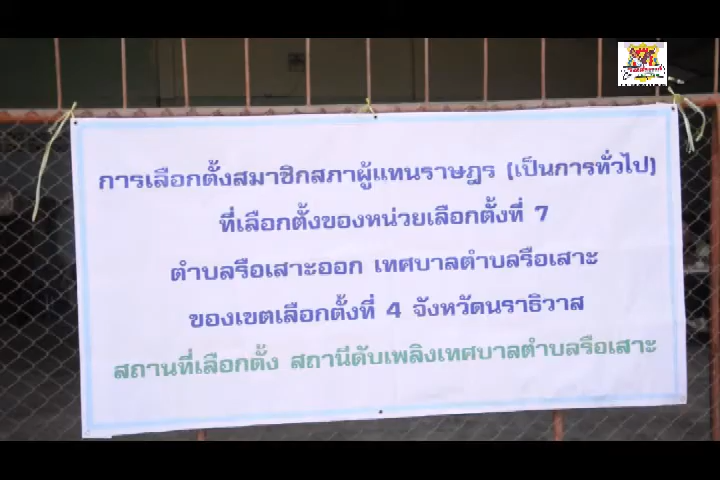 การเลือกตั้งสมาชิกสภาผู้แทนราษฎร (เป็นการทั่วไป)
ที่เลือกตั้งของหน่วยเลือกตั้งที่ 7
ตำบลรือเสาะออก เทศบาลตำบลรือเสาะ
ของเขตเลือกตั้งที่ 4 จังหวัดนราธิวาส
สถานที่เลือกตั้ง สถานีดับเพลิงเทศบาลตำบลรือเสาะ